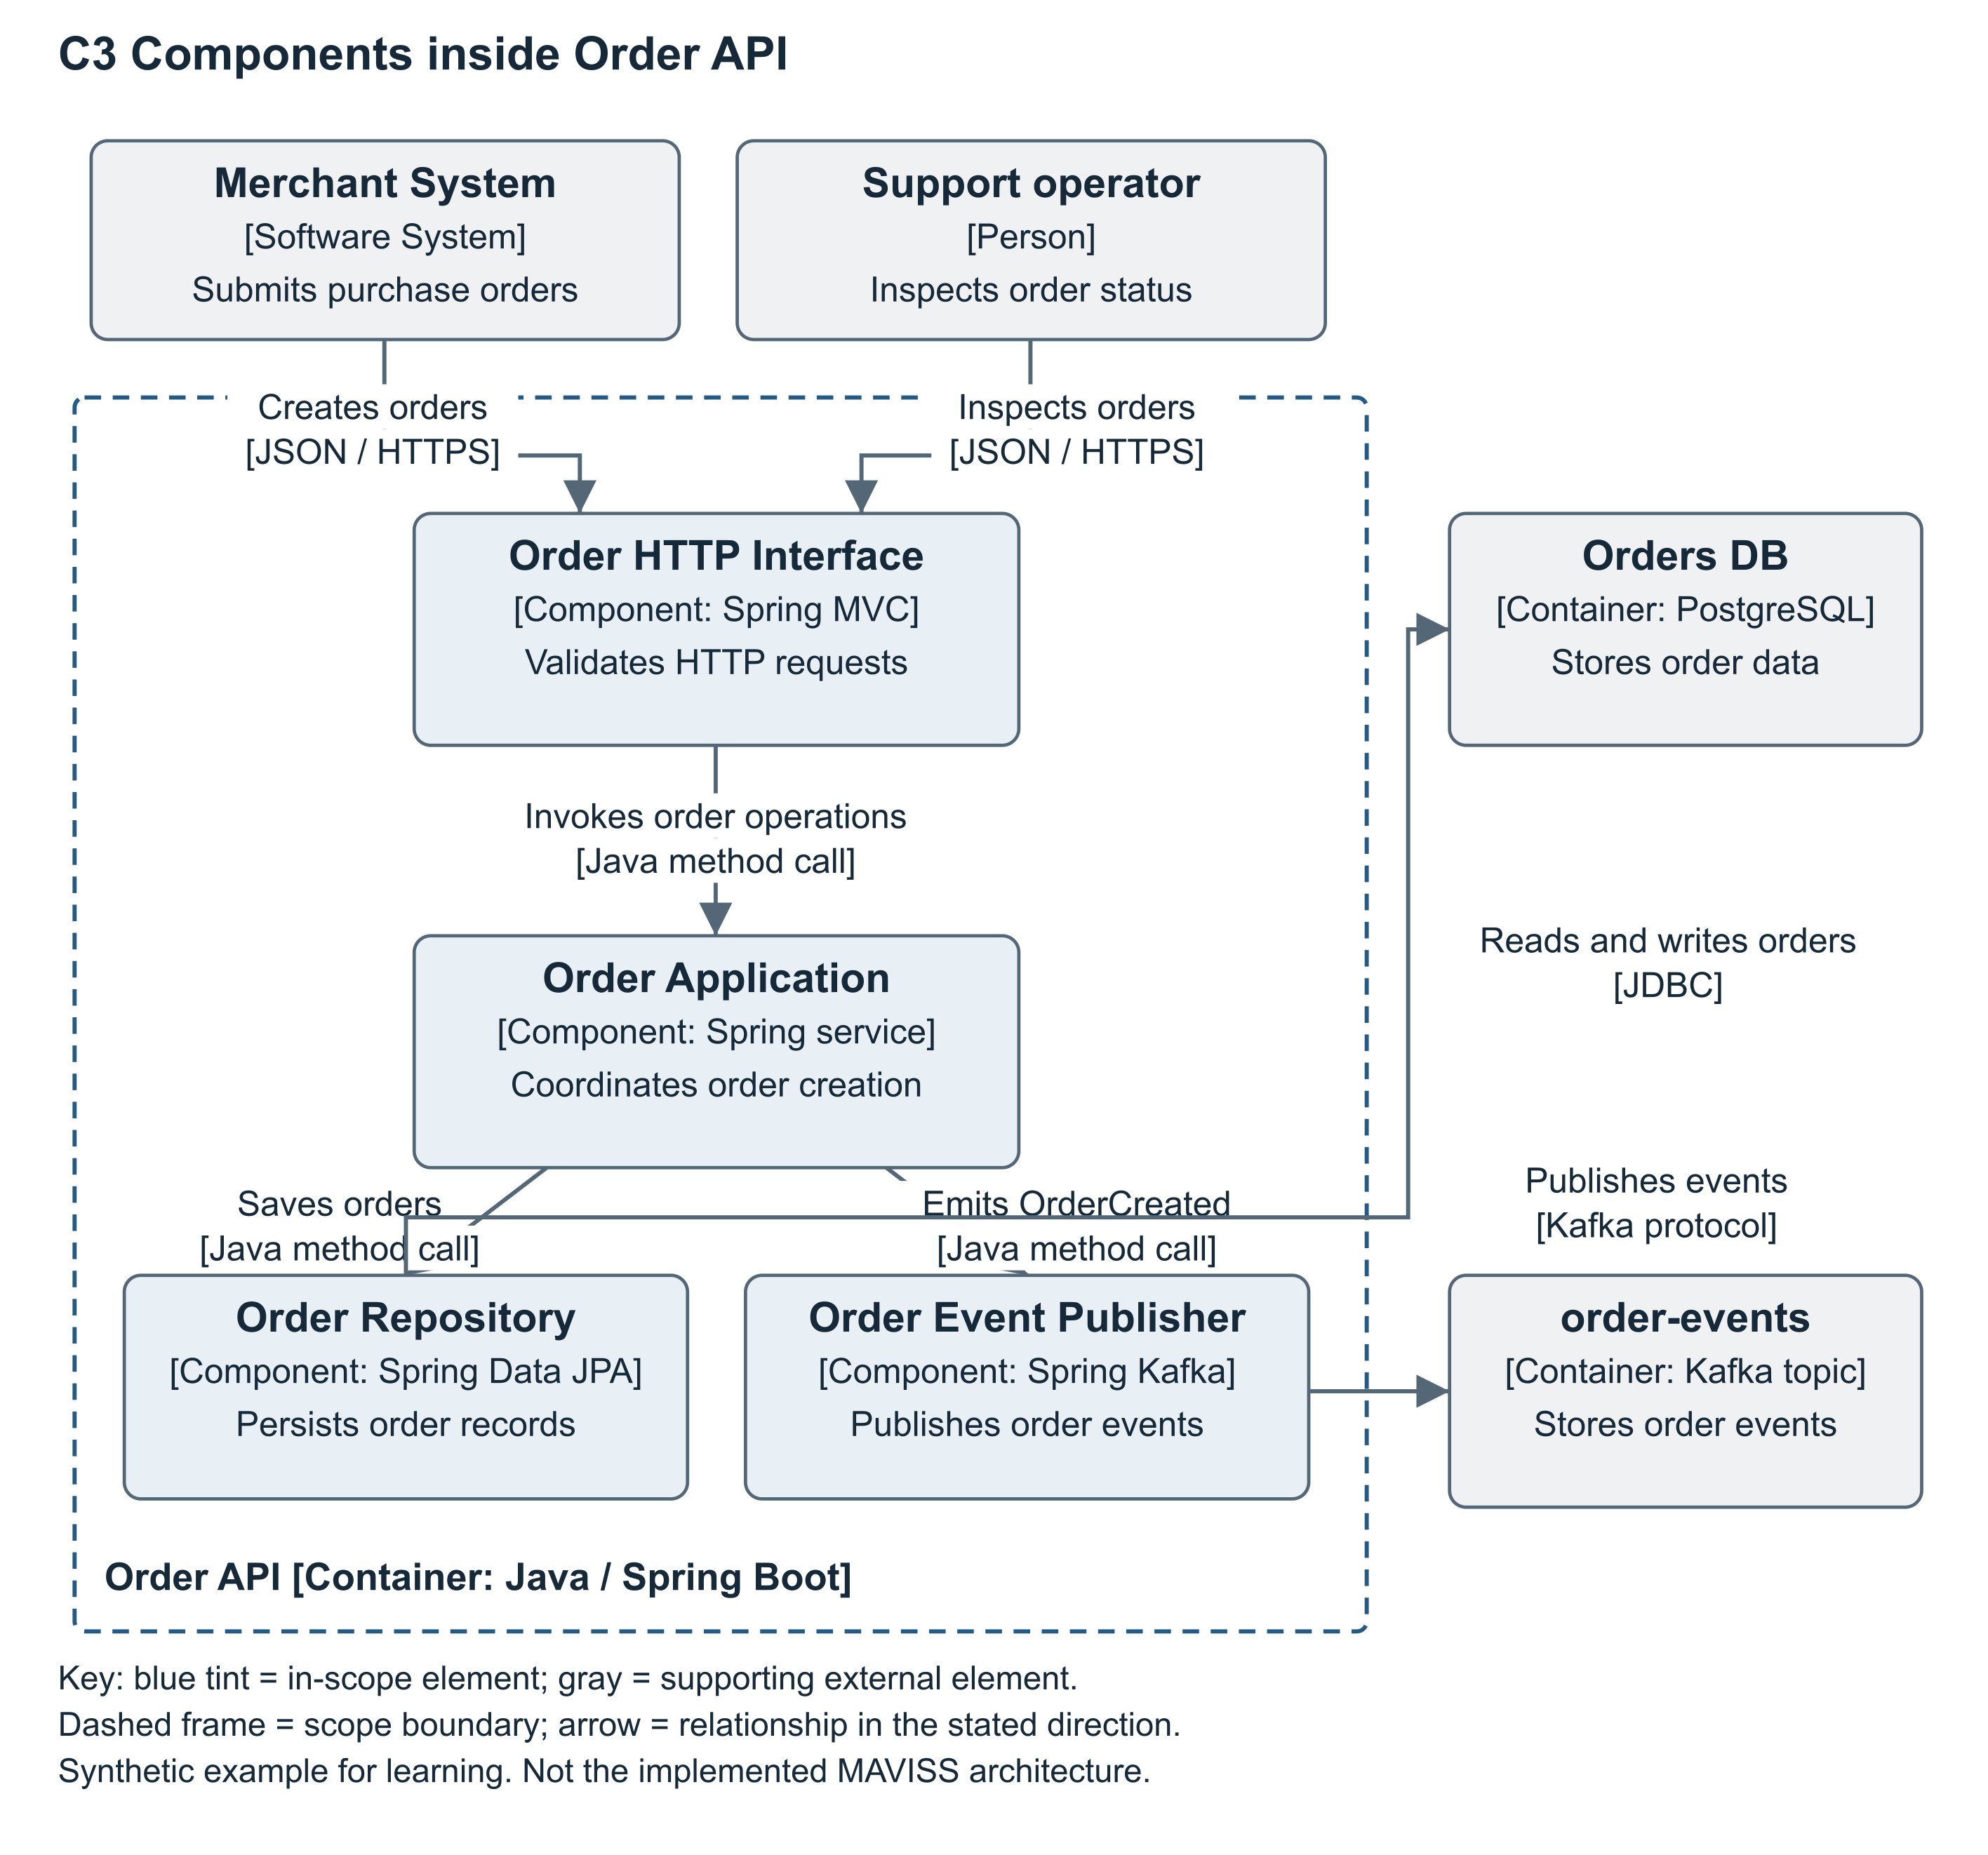 C3 Components inside Order API
Merchant System
[Software System]
Submits purchase orders
Support operator
[Person]
Inspects order status
Creates orders
[JSON / HTTPS]
Inspects orders
[JSON / HTTPS]
Order HTTP Interface
[Component: Spring MVC]
Validates HTTP requests
Orders DB
[Container: PostgreSQL]
Stores order data
Invokes order operations
[Java method call]
Order Application
[Component: Spring service]
Coordinates order creation
Reads and writes orders
[JDBC]
Saves orders
[Java method call]
Emits OrderCreated
[Java method call]
Publishes events
[Kafka protocol]
Order Repository
[Component: Spring Data JPA]
Persists order records
Order Event Publisher
[Component: Spring Kafka]
Publishes order events
order-events
[Container: Kafka topic]
Stores order events
Order API [Container: Java / Spring Boot]
Key: blue tint = in-scope element; gray = supporting external element.
Dashed frame = scope boundary; arrow = relationship in the stated direction.
Synthetic example for learning. Not the implemented MAVISS architecture.